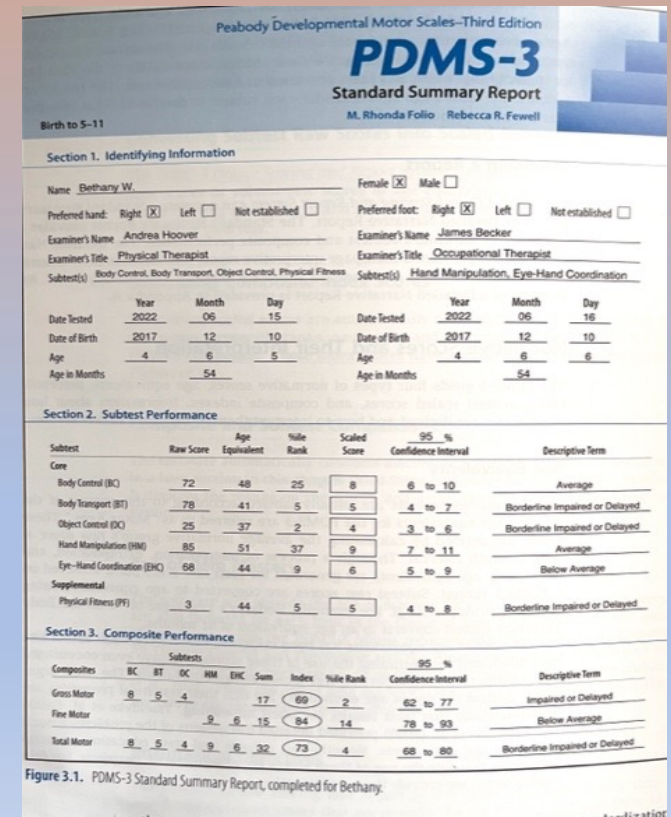 Peabody Developmental Motor Scales–Third Edition
PDMS-3
Standard Summary Report
M. Rhonda Folio Rebecca R. Fewell
Birth to 5–11
Section 1. Identifying Information
Name Bethany W. Female X Male
Preferred hand: Right X Left Not established Preferred foot: Right X Left Not established
Examiner's Name Andrea Hoover Examiner's Name James Becker
Examiner's Title Physical Therapist Examiner's Title Occupational Therapist
Subtest(s) Body Control, Body Transport, Object Control, Physical Fitness Subtest(s) Hand Manipulation, Eye-Hand Coordination
Year Month Day Year Month Day
Date Tested 2022 06 15 Date Tested 2022 06 16
Date of Birth 2017 12 10 Date of Birth 2017 12 10
Age 4 6 5 Age 4 6 6
Age in Months 54 Age in Months 54
Section 2. Subtest Performance
Age %ile Scaled 95 %
Subtest Raw Score Equivalent Rank Score Confidence Interval Descriptive Term
Core
Body Control (BC) 72 48 25 8 6 to 10 Average
Body Transport (BT) 78 41 5 5 4 to 7 Borderline Impaired or Delayed
Object Control (OC) 25 37 2 4 3 to 6 Borderline Impaired or Delayed
Hand Manipulation (HM) 85 51 37 9 7 to 11 Average
Eye–Hand Coordination (EHC) 68 44 9 6 5 to 9 Below Average
Supplemental
Physical Fitness (PF) 3 44 5 5 4 to 8 Borderline Impaired or Delayed
Section 3. Composite Performance
Subtests 95 %
Composites BC BT OC HM EHC Sum Index %ile Rank Confidence Interval Descriptive Term
Gross Motor 8 5 4 17 69 2 62 to 77 Impaired or Delayed
Fine Motor 9 6 15 84 14 78 to 93 Below Average
Total Motor 8 5 4 9 6 32 73 4 68 to 80 Borderline Impaired or Delayed
Figure 3.1. PDMS-3 Standard Summary Report, completed for Bethany.